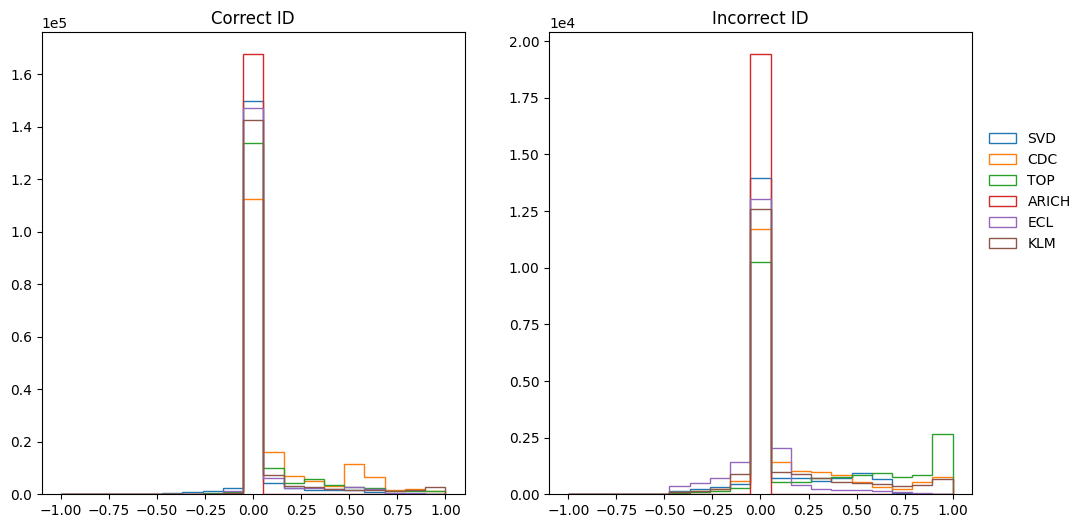 Correct ID
1e5
1.6
1.4
1.2
1.0
0.8
0.6
0.4
0.2
0.0
−1.00 −0.75 −0.50 −0.25 0.00 0.25 0.50 0.75 1.00
Incorrect ID
1e4
2.00
1.75
1.50
1.25
1.00
0.75
0.50
0.25
0.00
−1.00 −0.75 −0.50 −0.25 0.00 0.25 0.50 0.75 1.00
SVD
CDC
TOP
ARICH
ECL
KLM